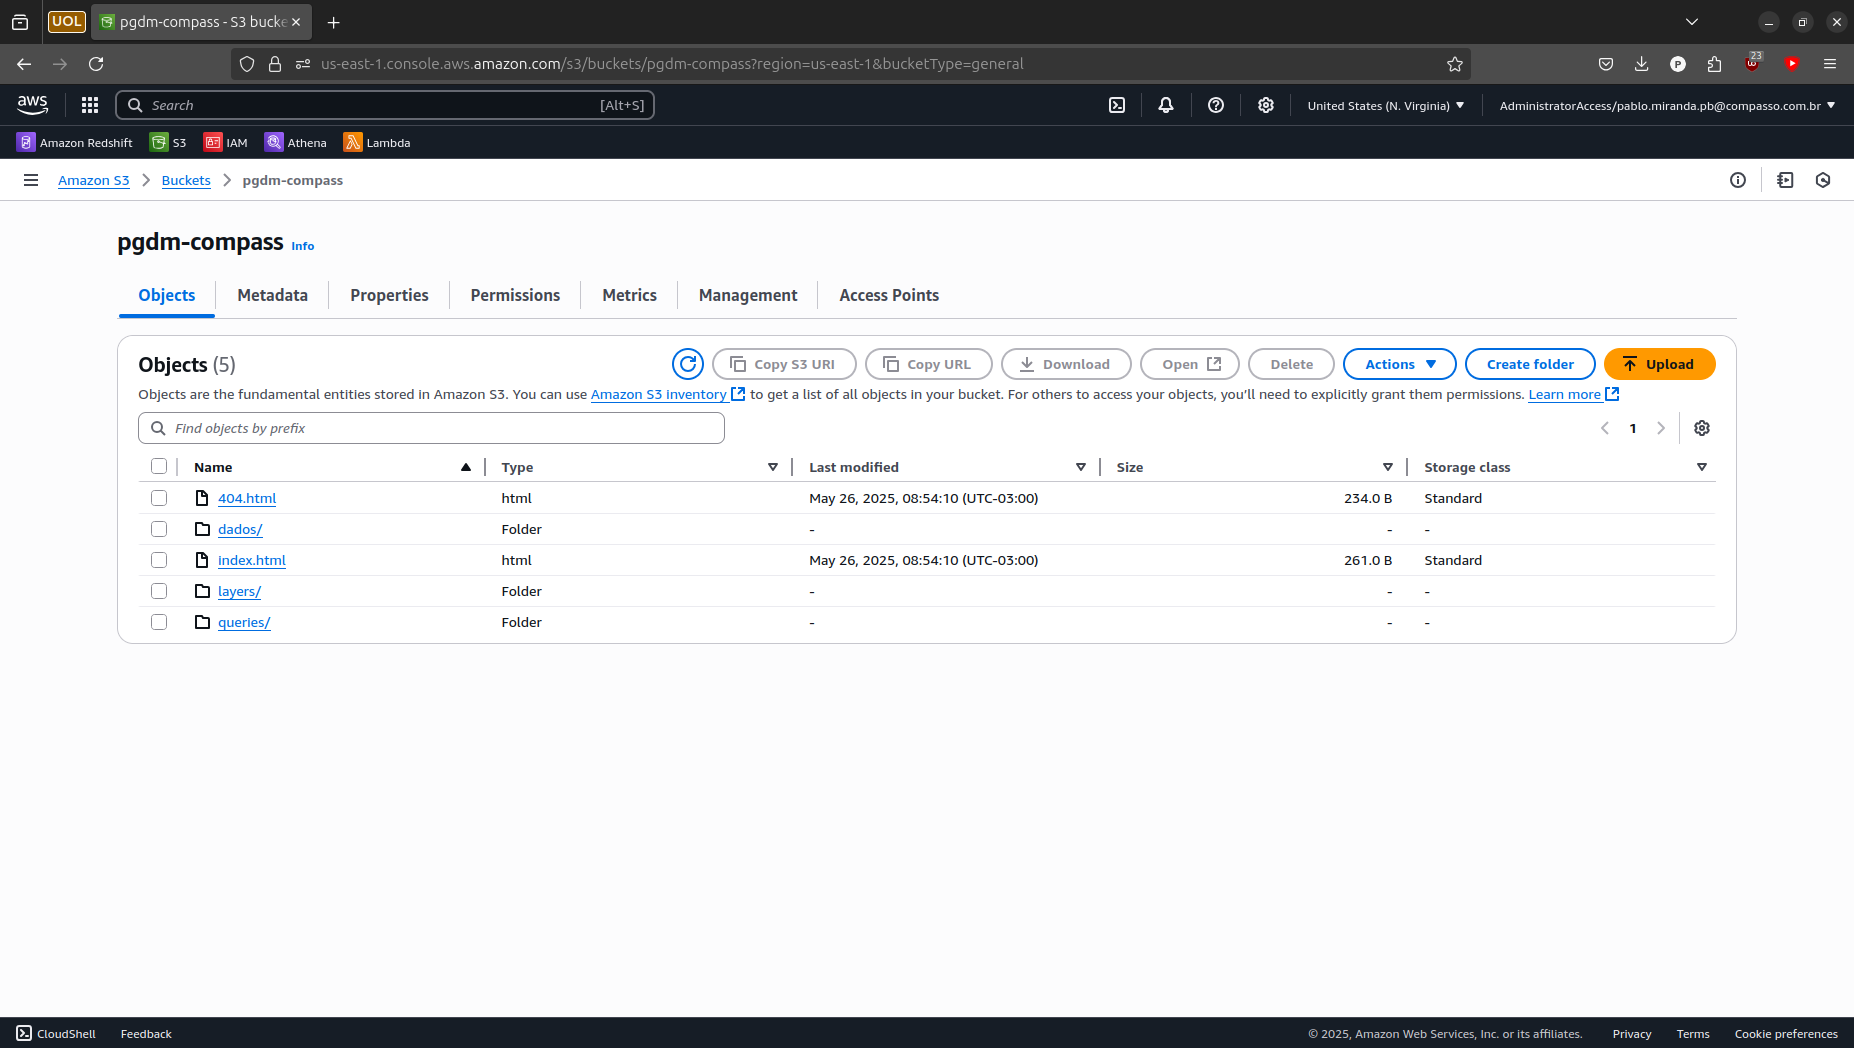 UOL
pgdm-compass - S3 bucke
us-east-1.console.aws.amazon.com/s3/buckets/pgdm-compass?region=us-east-1&bucketType=general
23
aws
Search [Alt+S]
United States (N. Virginia)
AdministratorAccess/pablo.miranda.pb@compasso.com.br
Amazon Redshift S3 IAM Athena Lambda
Amazon S3 Buckets pgdm-compass
pgdm-compass Info
Objects Metadata Properties Permissions Metrics Management Access Points
Objects (5) Copy S3 URI Copy URL Download Open Delete Actions Create folder Upload
Objects are the fundamental entities stored in Amazon S3. You can use Amazon S3 inventory to get a list of all objects in your bucket. For others to access your objects, you’ll need to explicitly grant them permissions. Learn more
Find objects by prefix 1
Name Type Last modified Size Storage class
404.html html May 26, 2025, 08:54:10 (UTC-03:00) 234.0 B Standard
dados/ Folder - - -
index.html html May 26, 2025, 08:54:10 (UTC-03:00) 261.0 B Standard
layers/ Folder - - -
queries/ Folder - - -
CloudShell Feedback © 2025, Amazon Web Services, Inc. or its affiliates. Privacy Terms Cookie preferences